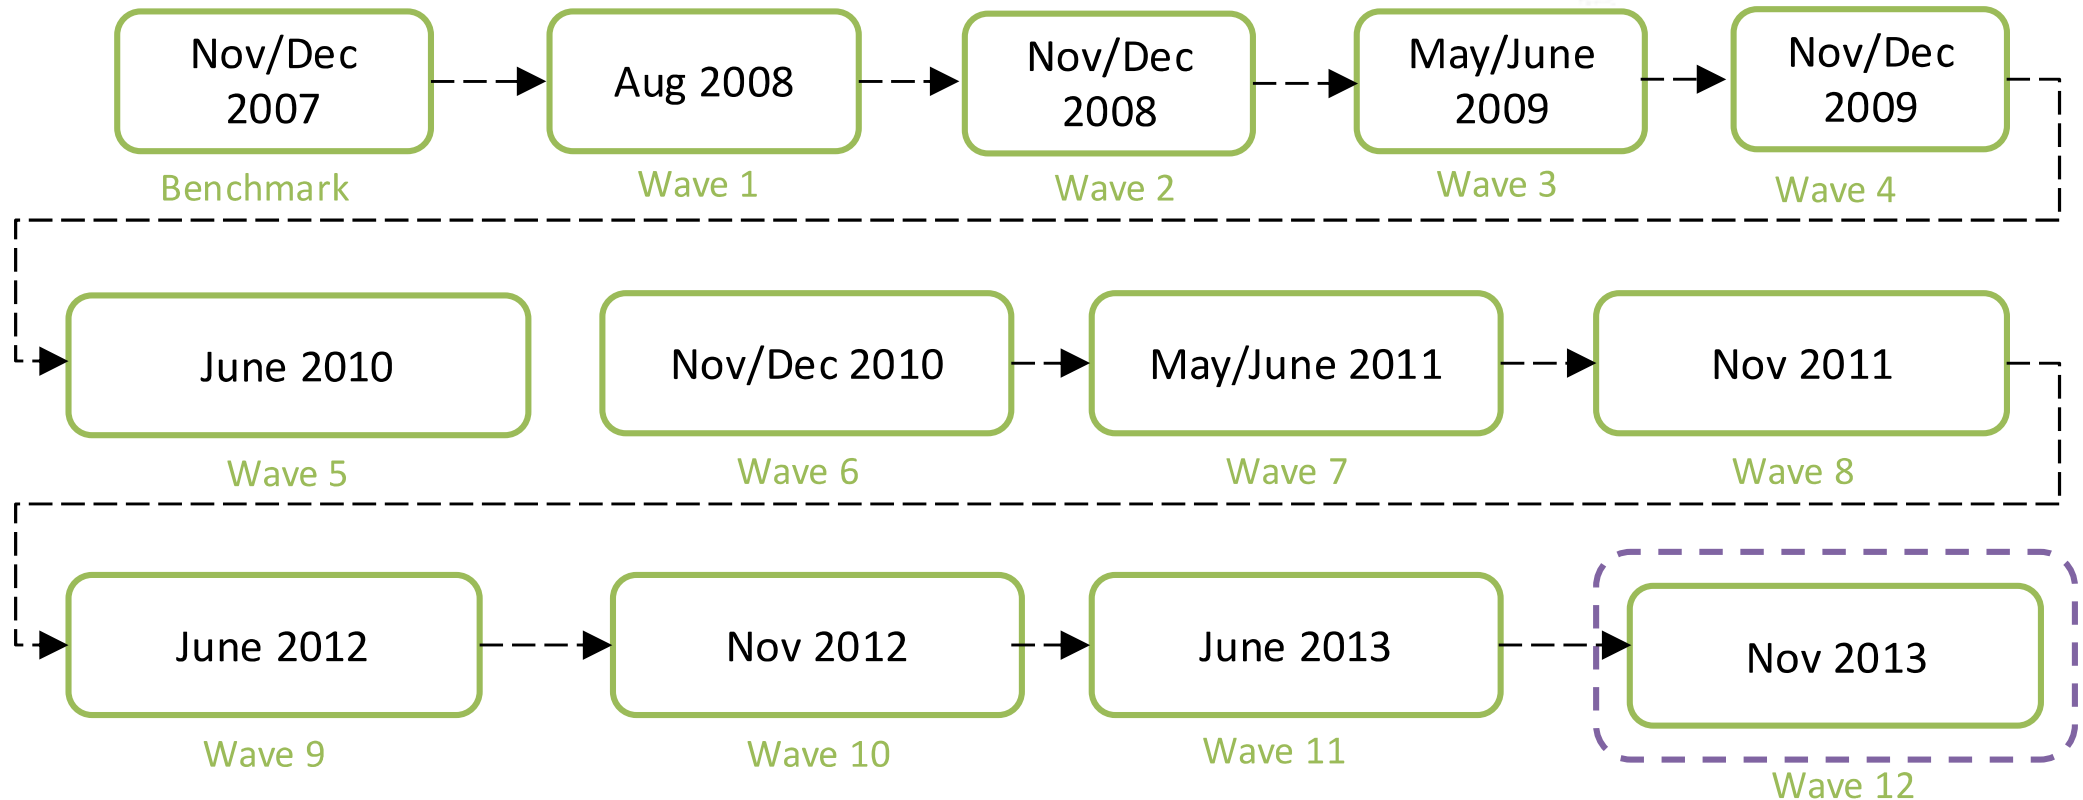 Nov/Dec
2007
Benchmark
Aug 2008
Wave 1
Nov/Dec
2008
Wave 2
May/June
2009
Wave 3
Nov/Dec
2009
Wave 4
June 2010
Wave 5
Nov/Dec 2010
Wave 6
May/June 2011
Wave 7
Nov 2011
Wave 8
June 2012
Wave 9
Nov 2012
Wave 10
June 2013
Wave 11
Nov 2013
Wave 12